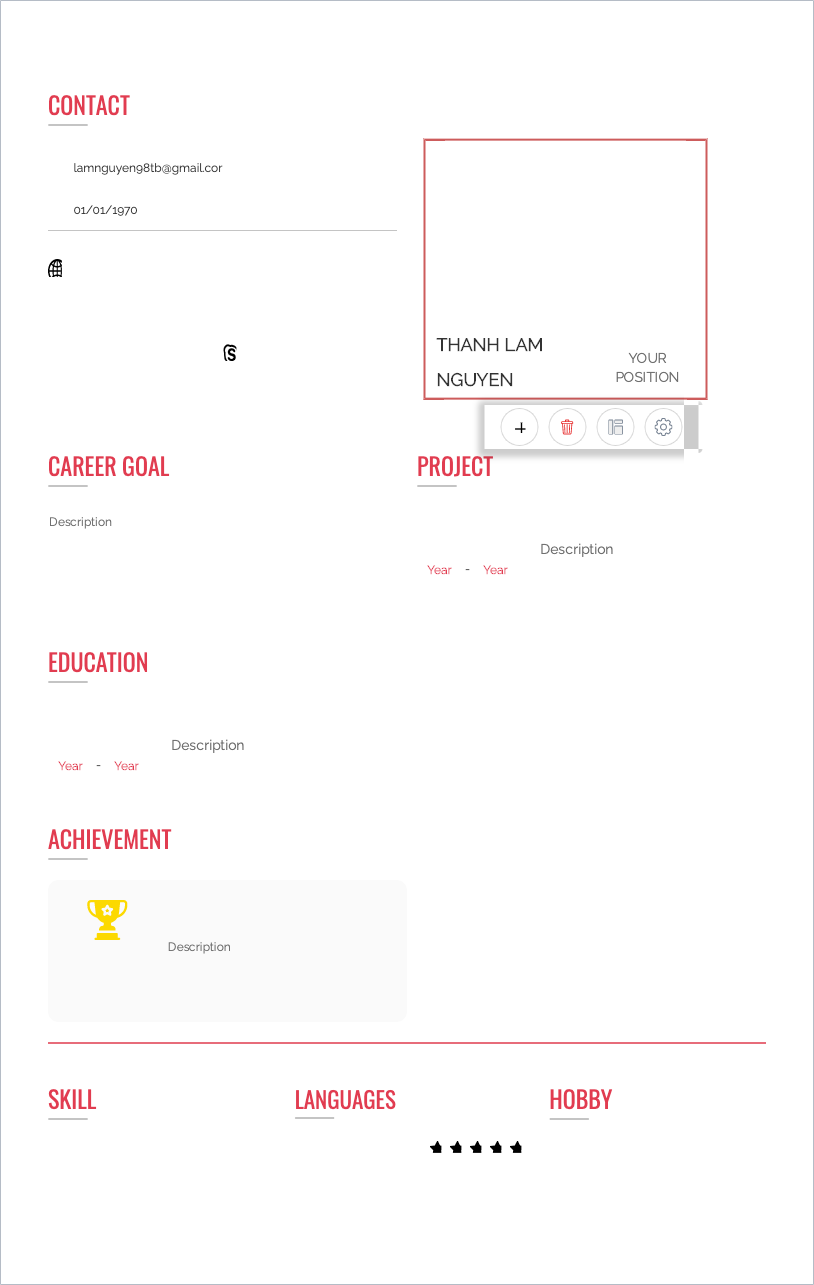 CONTACT
lamnguyen98tb@gmail.cor
01/01/1970
THANH LAM
NGUYEN
YOUR
POSITION
CAREER GOAL
Description
PROJECT
Description
Year - Year
EDUCATION
Description
Year - Year
ACHIEVEMENT
Description
SKILL
LANGUAGES
HOBBY